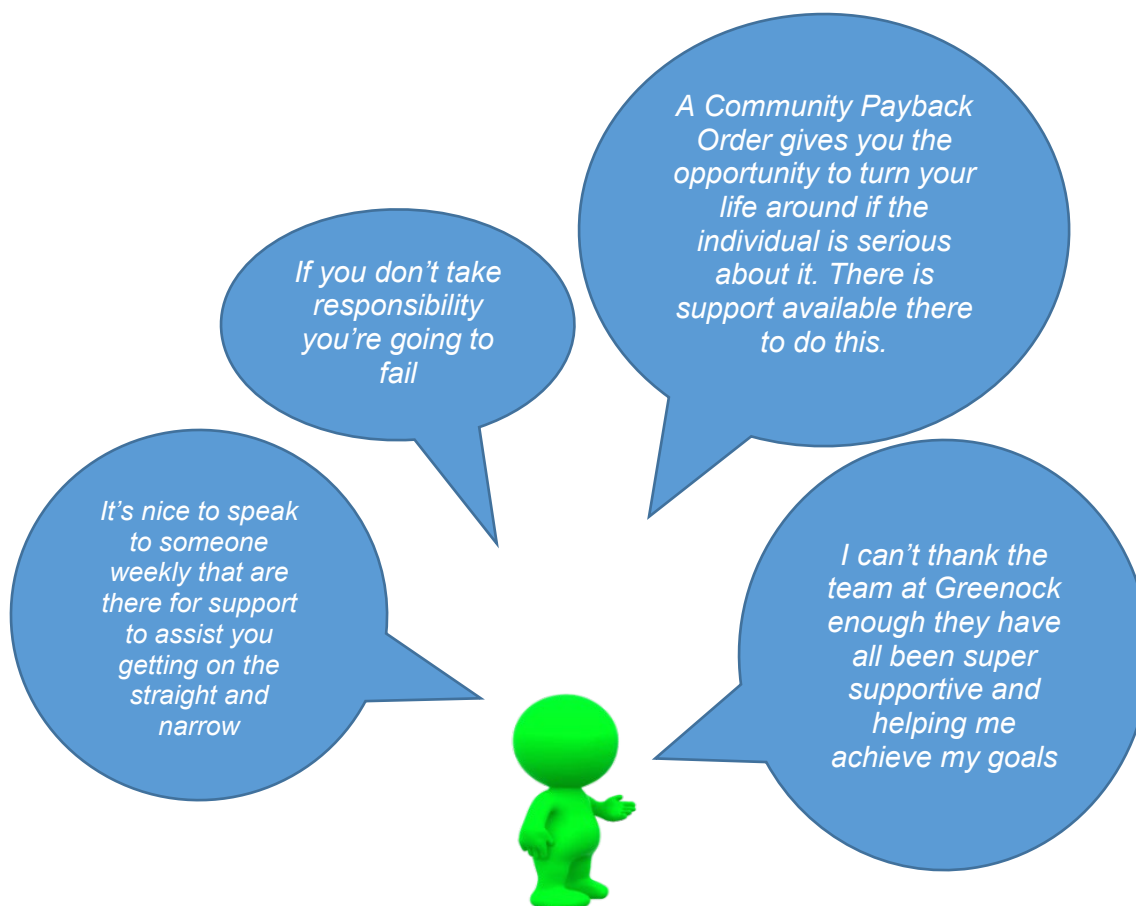 A Community Payback
Order gives you the
opportunity to turn your
life around if the
individual is serious
about it. There is
support available there
to do this.
If you don’t take
responsibility
you’re going to
fail
It’s nice to speak
to someone
weekly that are
there for support
to assist you
getting on the
straight and
narrow
I can’t thank the
team at Greenock
enough they have
all been super
supportive and
helping me
achieve my goals